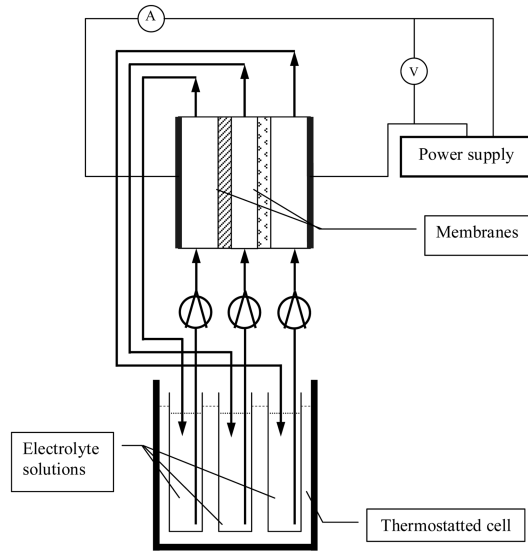 A
V
Power supply
Membranes
Electrolyte
solutions
Thermostatted cell